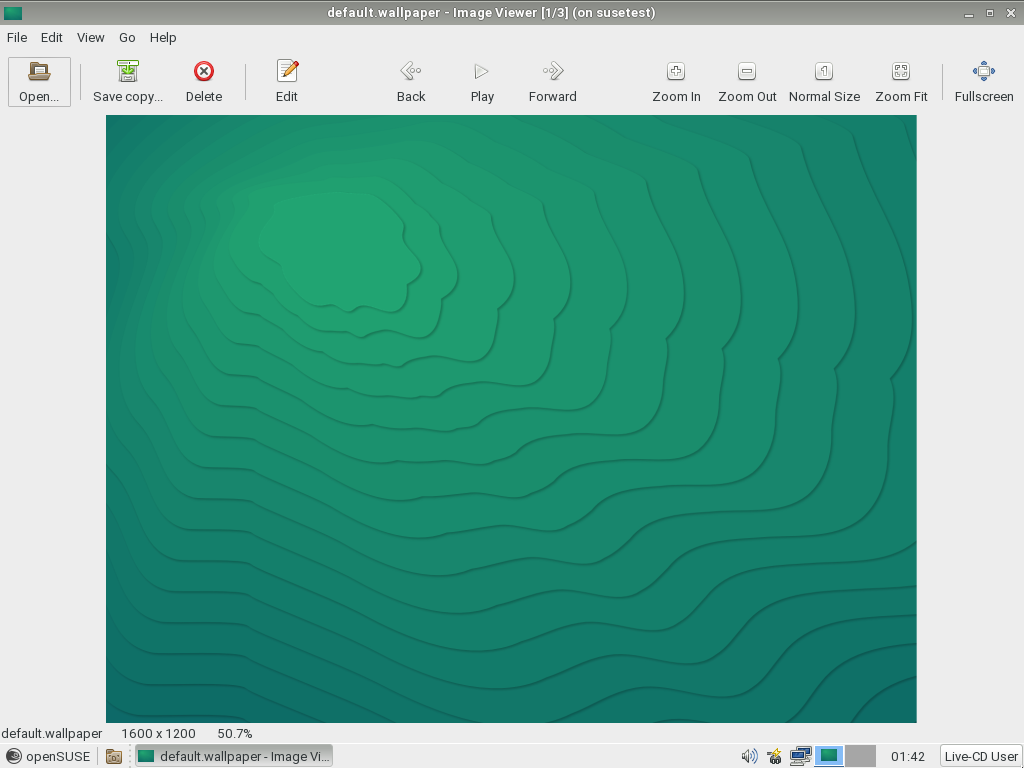 default.wallpaper - Image Viewer [1/3] (on susetest)
File Edit View Go Help
Open... Save copy... Delete Edit Back Play Forward Zoom In Zoom Out Normal Size Zoom Fit Fullscreen
default.wallpaper 1600 x 1200 50.7%
openSUSE default.wallpaper - Image Vi... 01:42 Live-CD User